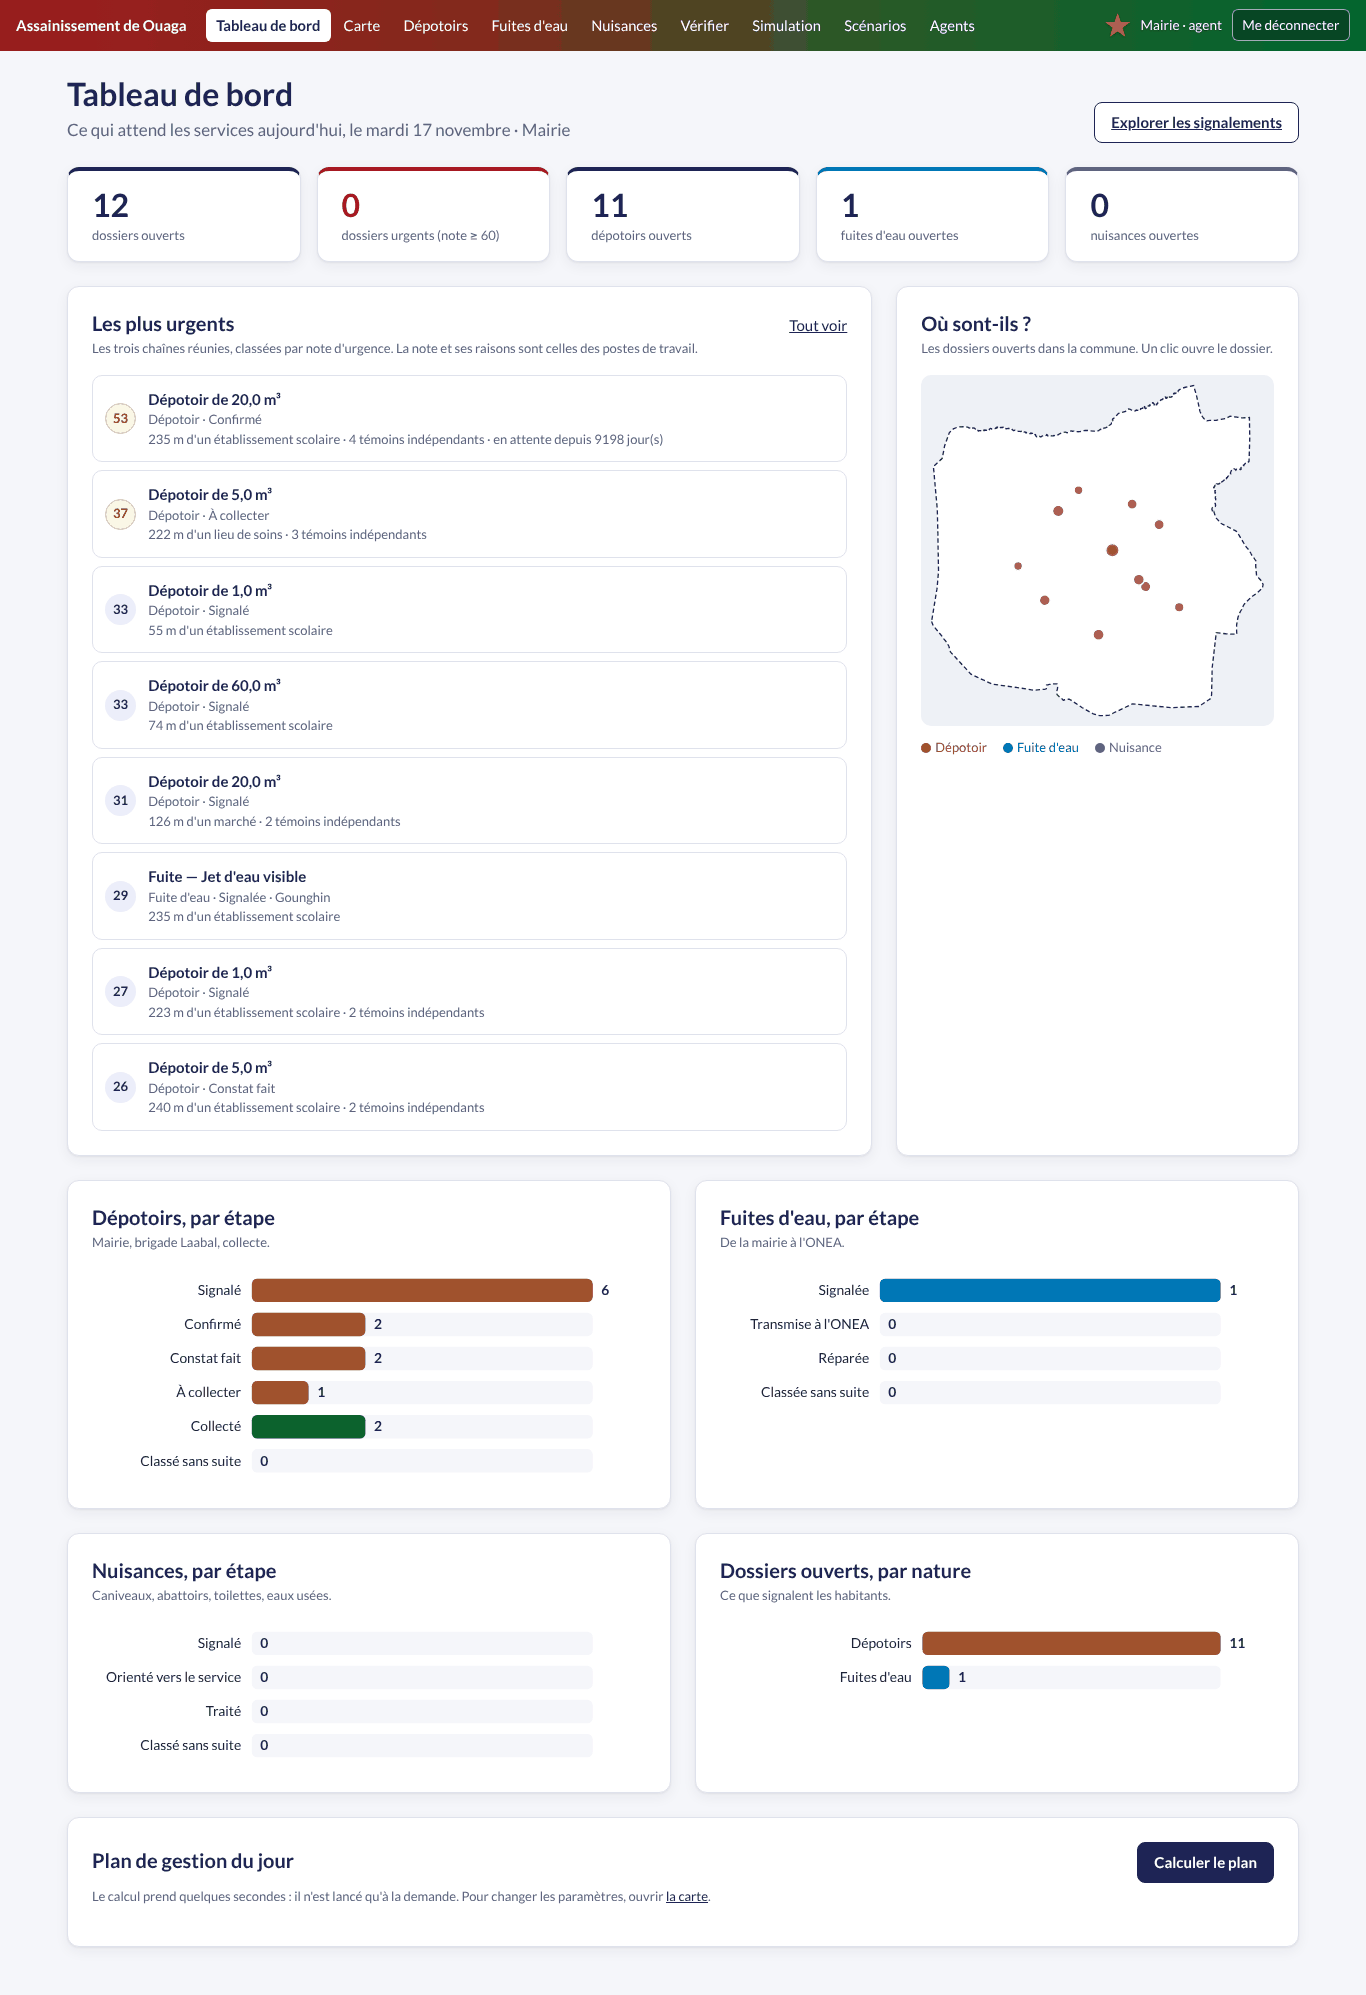 Assainissement de Ouaga
Tableau de bord
Carte
Dépotoirs
Fuites d'eau
Nuisances
Vérifier
Simulation
Scénarios
Agents
Mairie · agent
Me déconnecter
Tableau de bord
Ce qui attend les services aujourd'hui, le mardi 17 novembre · Mairie
Explorer les signalements
12
dossiers ouverts
0
dossiers urgents (note ≥ 60)
11
dépotoirs ouverts
1
fuites d'eau ouvertes
0
nuisances ouvertes
Les plus urgents
Tout voir
Les trois chaînes réunies, classées par note d'urgence. La note et ses raisons sont celles des postes de travail.
53
Dépotoir de 20,0 m³
Dépotoir · Confirmé
235 m d'un établissement scolaire · 4 témoins indépendants · en attente depuis 9198 jour(s)
37
Dépotoir de 5,0 m³
Dépotoir · À collecter
222 m d'un lieu de soins · 3 témoins indépendants
33
Dépotoir de 1,0 m³
Dépotoir · Signalé
55 m d'un établissement scolaire
33
Dépotoir de 60,0 m³
Dépotoir · Signalé
74 m d'un établissement scolaire
31
Dépotoir de 20,0 m³
Dépotoir · Signalé
126 m d'un marché · 2 témoins indépendants
29
Fuite — Jet d'eau visible
Fuite d'eau · Signalée · Gounghin
235 m d'un établissement scolaire
27
Dépotoir de 1,0 m³
Dépotoir · Signalé
223 m d'un établissement scolaire · 2 témoins indépendants
26
Dépotoir de 5,0 m³
Dépotoir · Constat fait
240 m d'un établissement scolaire · 2 témoins indépendants
Où sont-ils ?
Les dossiers ouverts dans la commune. Un clic ouvre le dossier.
Dépotoir
Fuite d'eau
Nuisance
Dépotoirs, par étape
Mairie, brigade Laabal, collecte.
Signalé 6
Confirmé 2
Constat fait 2
À collecter 1
Collecté 2
Classé sans suite 0
Fuites d'eau, par étape
De la mairie à l'ONEA.
Signalée 1
Transmise à l'ONEA 0
Réparée 0
Classée sans suite 0
Nuisances, par étape
Caniveaux, abattoirs, toilettes, eaux usées.
Signalé 0
Orienté vers le service 0
Traité 0
Classé sans suite 0
Dossiers ouverts, par nature
Ce que signalent les habitants.
Dépotoirs 11
Fuites d'eau 1
Plan de gestion du jour
Calculer le plan
Le calcul prend quelques secondes : il n'est lancé qu'à la demande. Pour changer les paramètres, ouvrir la carte.